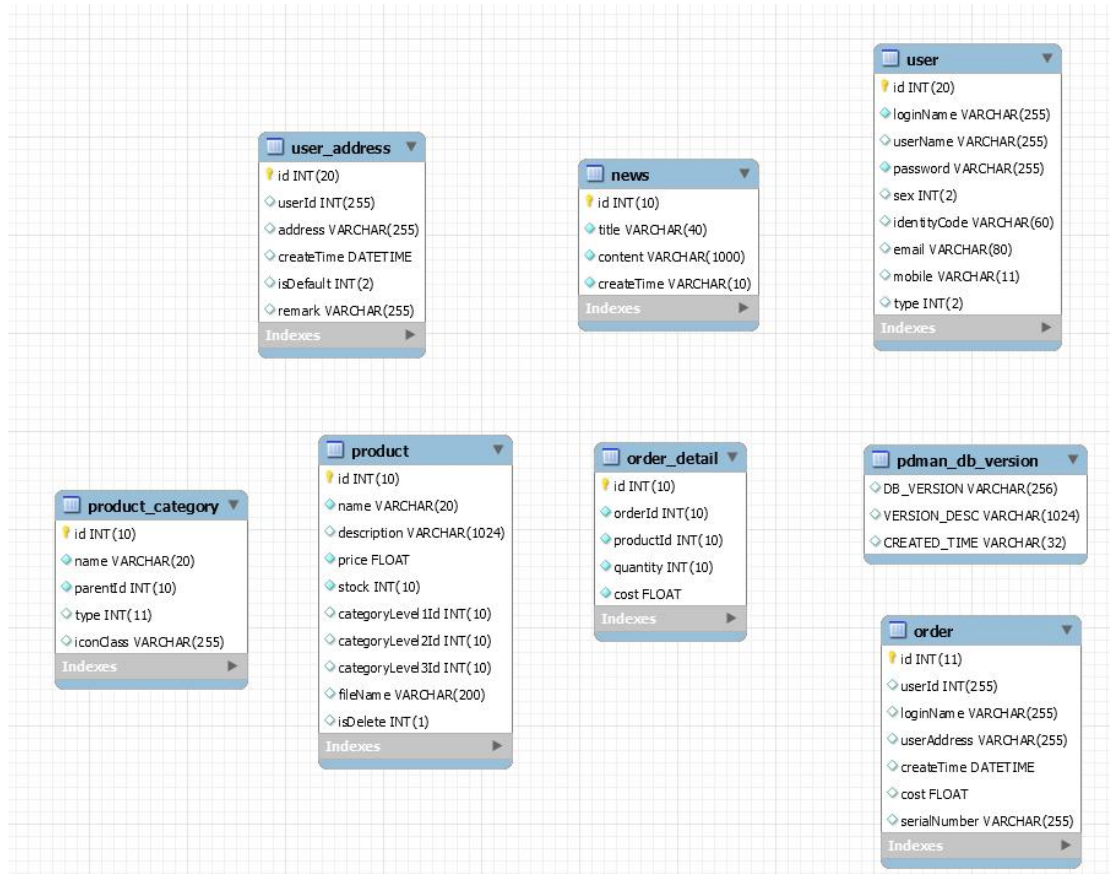 user
id INT(20)
loginName VARCHAR(255)
userName VARCHAR(255)
password VARCHAR(255)
sex INT(2)
identityCode VARCHAR(60)
email VARCHAR(80)
mobile VARCHAR(11)
type INT(2)
Indexes
user_address
id INT(20)
userId INT(255)
address VARCHAR(255)
createTime DATETIME
isDefault INT(2)
remark VARCHAR(255)
Indexes
news
id INT(10)
title VARCHAR(40)
content VARCHAR(1000)
createTime VARCHAR(10)
Indexes
product_category
id INT(10)
name VARCHAR(20)
parentId INT(10)
type INT(11)
iconClass VARCHAR(255)
Indexes
product
id INT(10)
name VARCHAR(20)
description VARCHAR(1024)
price FLOAT
stock INT(10)
categoryLevel1Id INT(10)
categoryLevel2Id INT(10)
categoryLevel3Id INT(10)
fileName VARCHAR(200)
isDelete INT(1)
Indexes
order_detail
id INT(10)
orderId INT(10)
productId INT(10)
quantity INT(10)
cost FLOAT
Indexes
pdman_db_version
DB_VERSION VARCHAR(256)
VERSION_DESC VARCHAR(1024)
CREATED_TIME VARCHAR(32)
order
id INT(11)
userId INT(255)
loginName VARCHAR(255)
userAddress VARCHAR(255)
createTime DATETIME
cost FLOAT
serialNumber VARCHAR(255)
Indexes